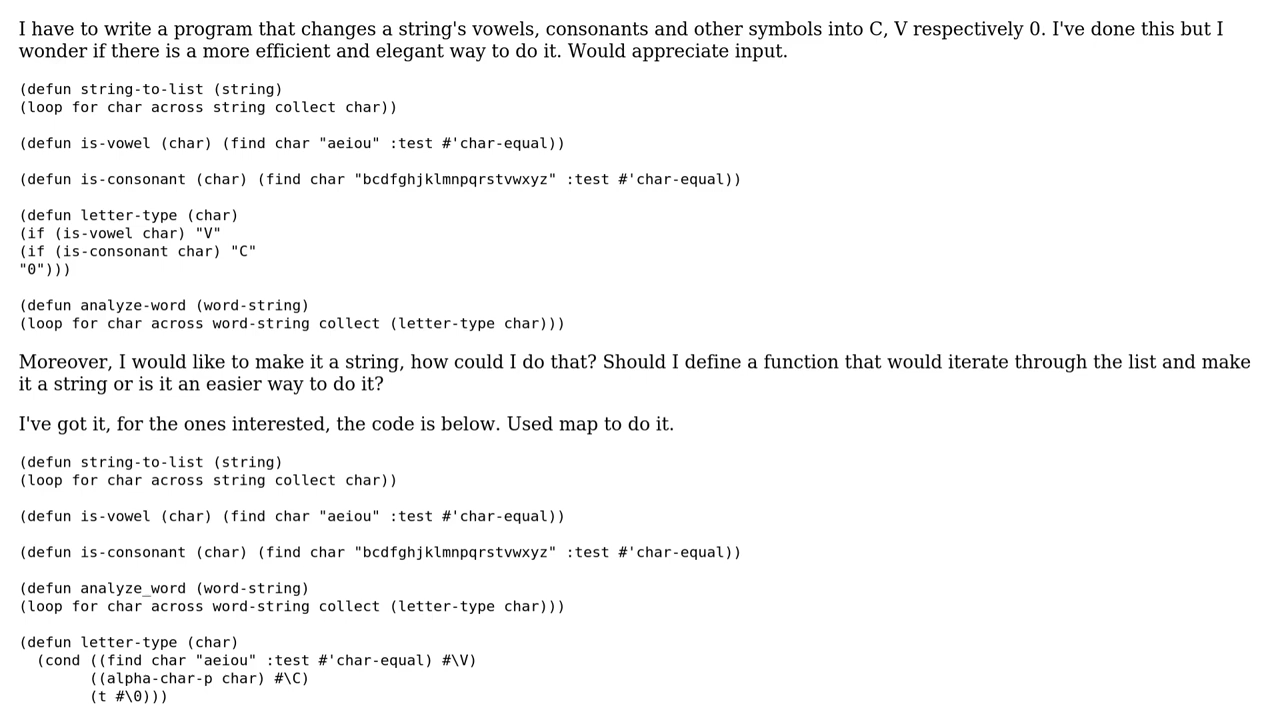 I have to write a program that changes a string's vowels, consonants and other symbols into C, V respectively 0. I've done this but I
wonder if there is a more efficient and elegant way to do it. Would appreciate input.
(defun string-to-list (string)
(loop for char across string collect char))
(defun is-vowel (char) (find char "aeiou" :test #'char-equal))
(defun is-consonant (char) (find char "bcdfghjklmnpqrstvwxyz" :test #'char-equal))
(defun letter-type (char)
(if (is-vowel char) "V"
(if (is-consonant char) "C"
"0")))
(defun analyze-word (word-string)
(loop for char across word-string collect (letter-type char)))
Moreover, I would like to make it a string, how could I do that? Should I define a function that would iterate through the list and make
it a string or is it an easier way to do it?
I've got it, for the ones interested, the code is below. Used map to do it.
(defun string-to-list (string)
(loop for char across string collect char))
(defun is-vowel (char) (find char "aeiou" :test #'char-equal))
(defun is-consonant (char) (find char "bcdfghjklmnpqrstvwxyz" :test #'char-equal))
(defun analyze_word (word-string)
(loop for char across word-string collect (letter-type char)))
(defun letter-type (char)
  (cond ((find char "aeiou" :test #'char-equal) #\V)
        ((alpha-char-p char) #\C)
        (t #\0)))